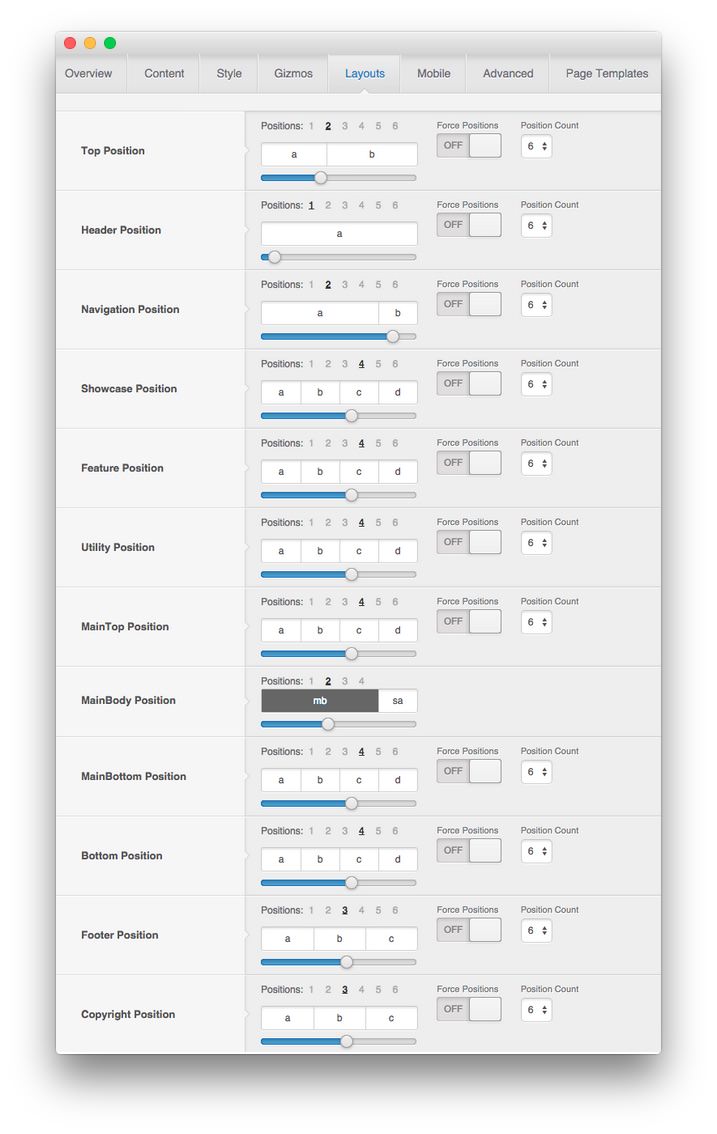 Overview Content Style Gizmos Layouts Mobile Advanced Page Templates
Positions: 1 2 3 4 5 6 Force Positions Position Count
Top Position a b OFF 6
Positions: 1 2 3 4 5 6 Force Positions Position Count
Header Position a OFF 6
Positions: 1 2 3 4 5 6 Force Positions Position Count
Navigation Position a b OFF 6
Positions: 1 2 3 4 5 6 Force Positions Position Count
Showcase Position a b c d OFF 6
Positions: 1 2 3 4 5 6 Force Positions Position Count
Feature Position a b c d OFF 6
Positions: 1 2 3 4 5 6 Force Positions Position Count
Utility Position a b c d OFF 6
Positions: 1 2 3 4 5 6 Force Positions Position Count
MainTop Position a b c d OFF 6
Positions: 1 2 3 4
MainBody Position mb sa
Positions: 1 2 3 4 5 6 Force Positions Position Count
MainBottom Position a b c d OFF 6
Positions: 1 2 3 4 5 6 Force Positions Position Count
Bottom Position a b c d OFF 6
Positions: 1 2 3 4 5 6 Force Positions Position Count
Footer Position a b c OFF 6
Positions: 1 2 3 4 5 6 Force Positions Position Count
Copyright Position a b c OFF 6